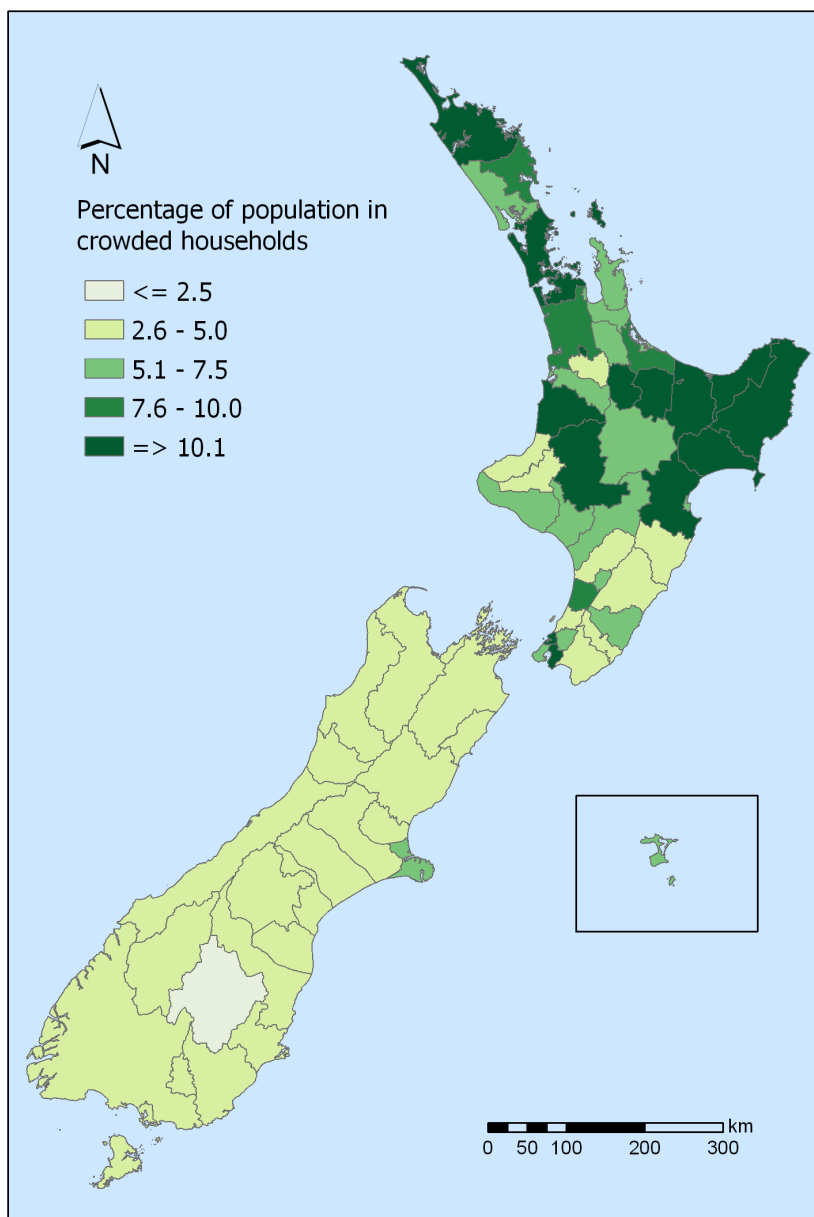 N
Percentage of population in
crowded households
<= 2.5
2.6 - 5.0
5.1 - 7.5
7.6 - 10.0
=> 10.1
km
0 50 100 200 300